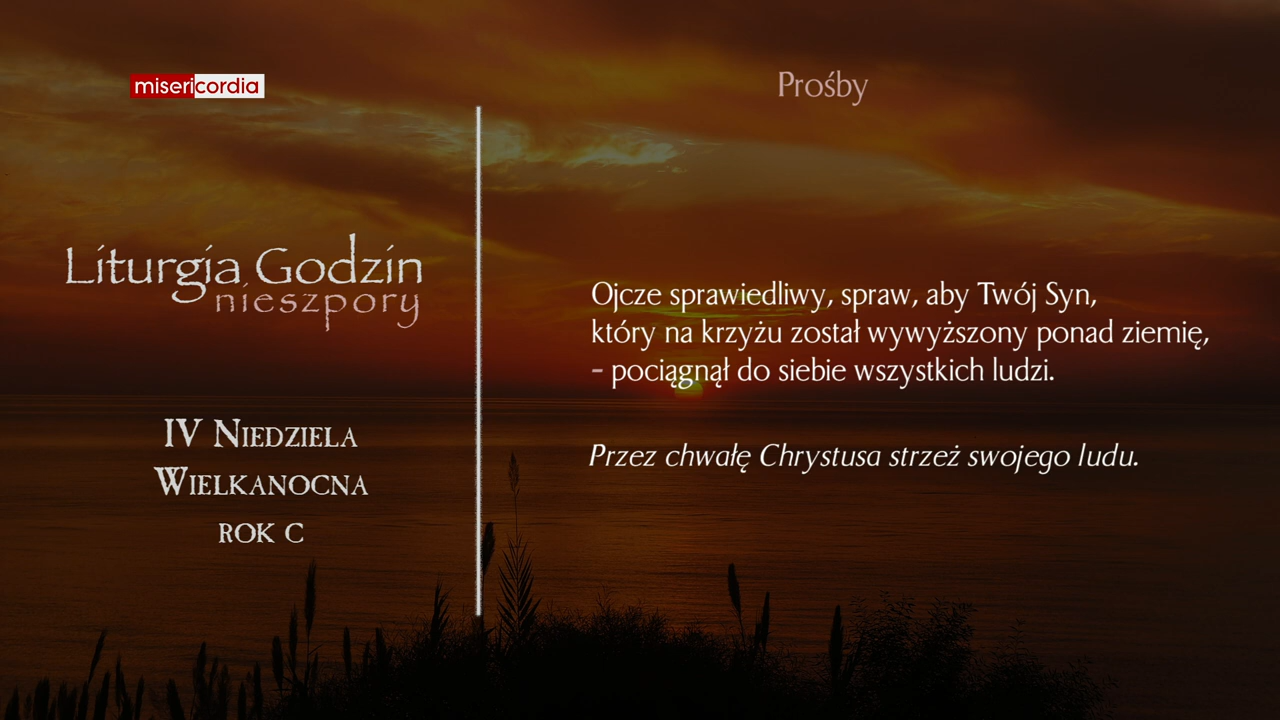 misericordia
Liturgia Godzin
nieszpory
IV Niedziela
Wielkanocna
rok C
Prośby
Ojcze sprawiedliwy, spraw, aby Twój Syn,
który na krzyżu został wywyższony ponad ziemię,
- pociągnął do siebie wszystkich ludzi.
Przez chwałę Chrystusa strzeż swojego ludu.